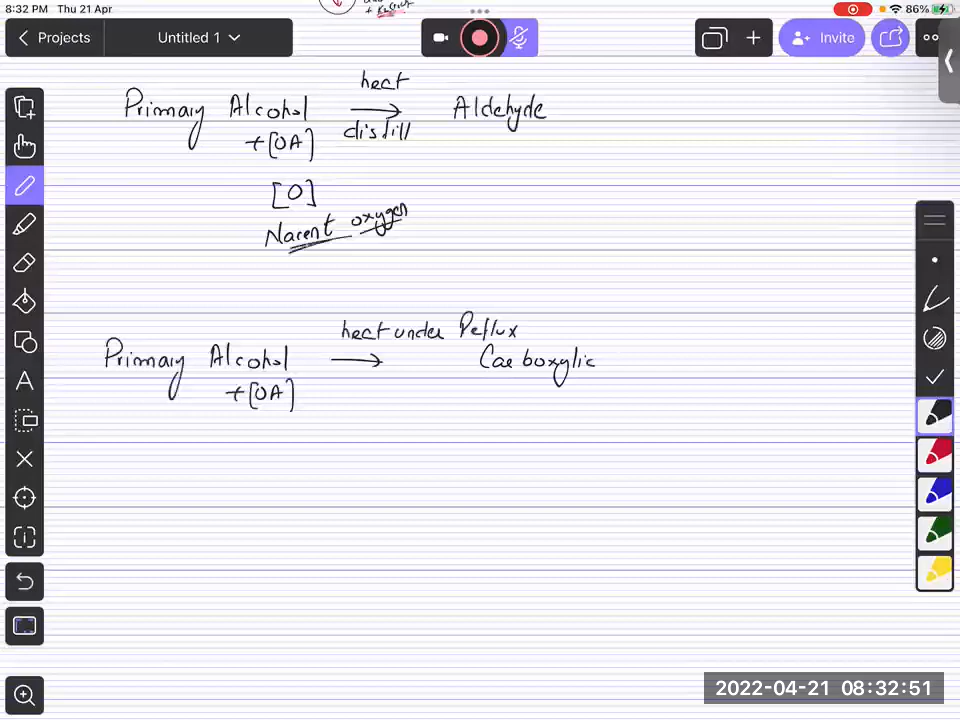 8:32 PM Thu 21 Apr
86%
Projects
Untitled 1
Invite
heat
Primary Alcohol → Aldehyde
+[OA] distill
[O]
Nacent oxygen
heat under Reflux
Primary Alcohol → Carboxylic
+[OA]
A
2022-04-21 08:32:51